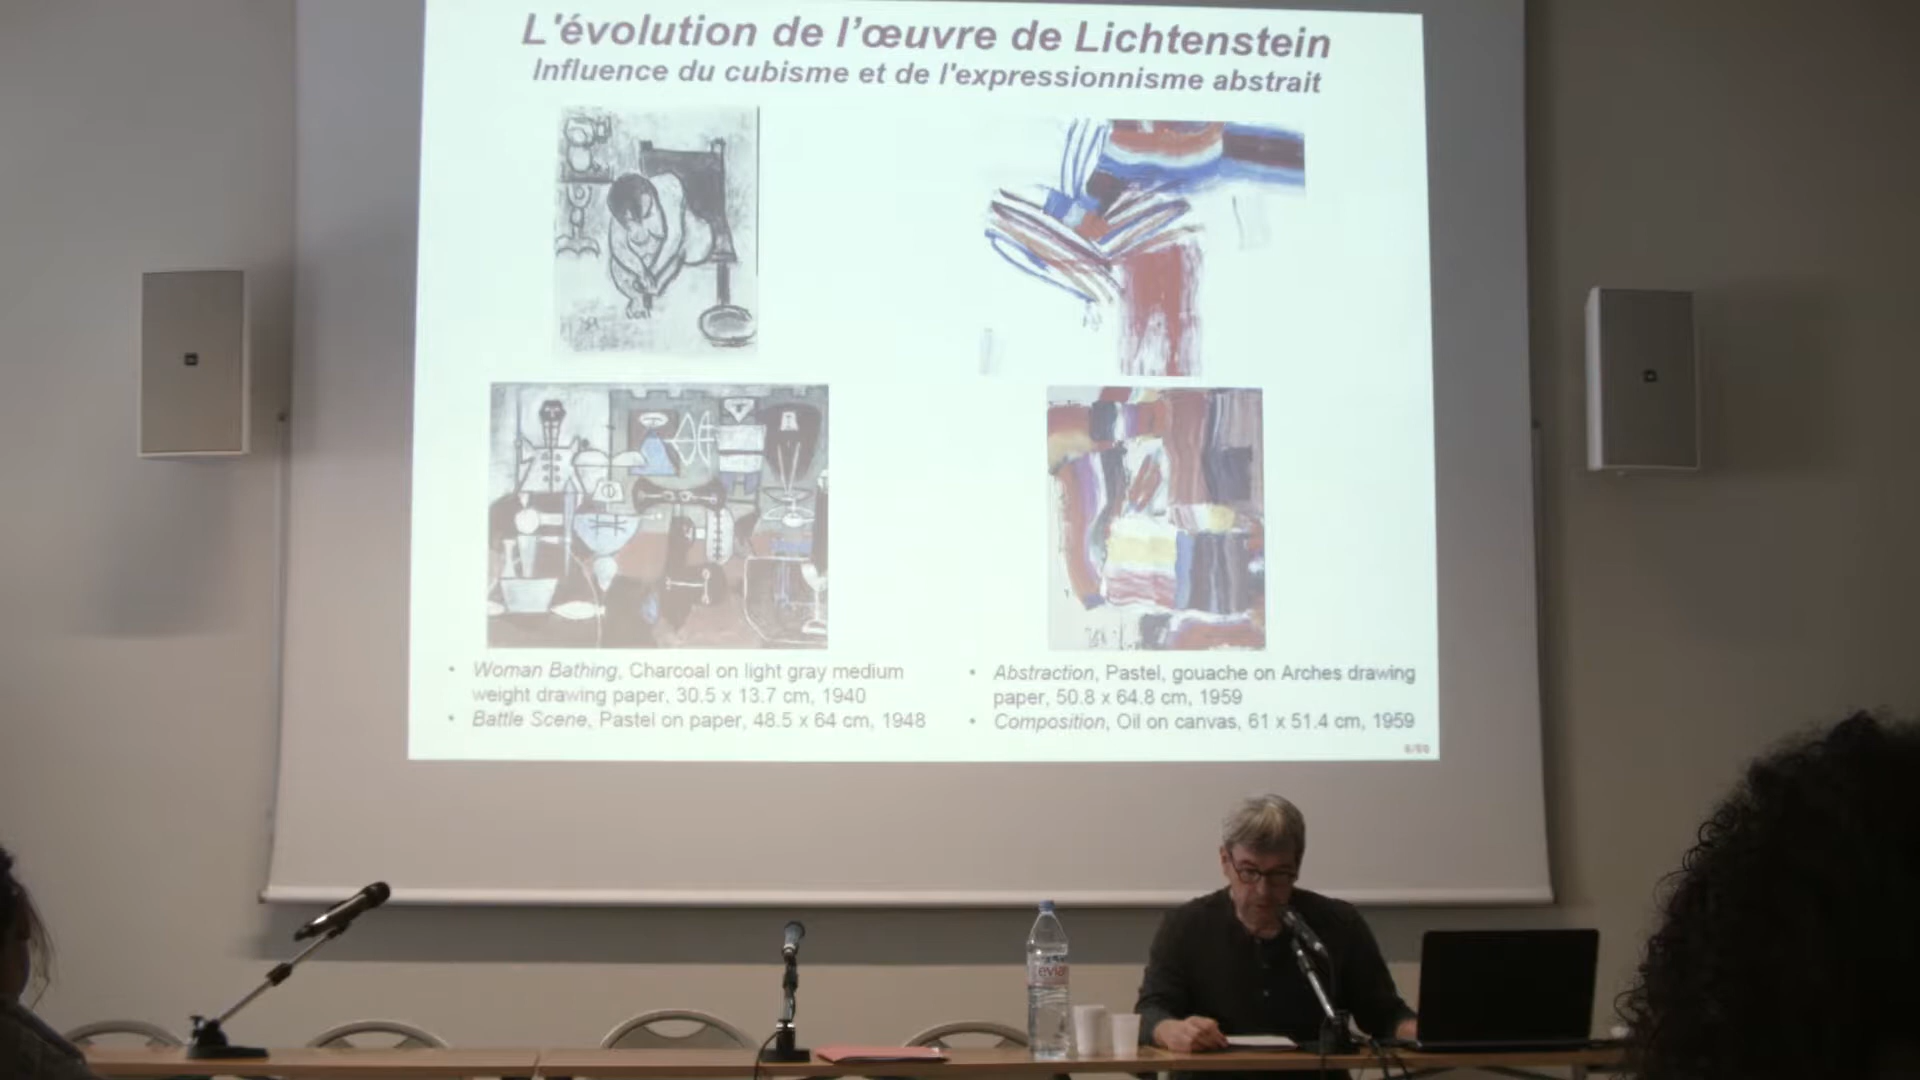 L'évolution de l'œuvre de Lichtenstein
Influence du cubisme et de l'expressionnisme abstrait
• Woman Bathing, Charcoal on light gray medium
weight drawing paper, 30.5 x 13.7 cm, 1940
• Battle Scene, Pastel on paper, 48.5 x 64 cm, 1948
• Abstraction, Pastel, gouache on Arches drawing
paper, 50.8 x 64.8 cm, 1959
• Composition, Oil on canvas, 61 x 51.4 cm, 1959
evian